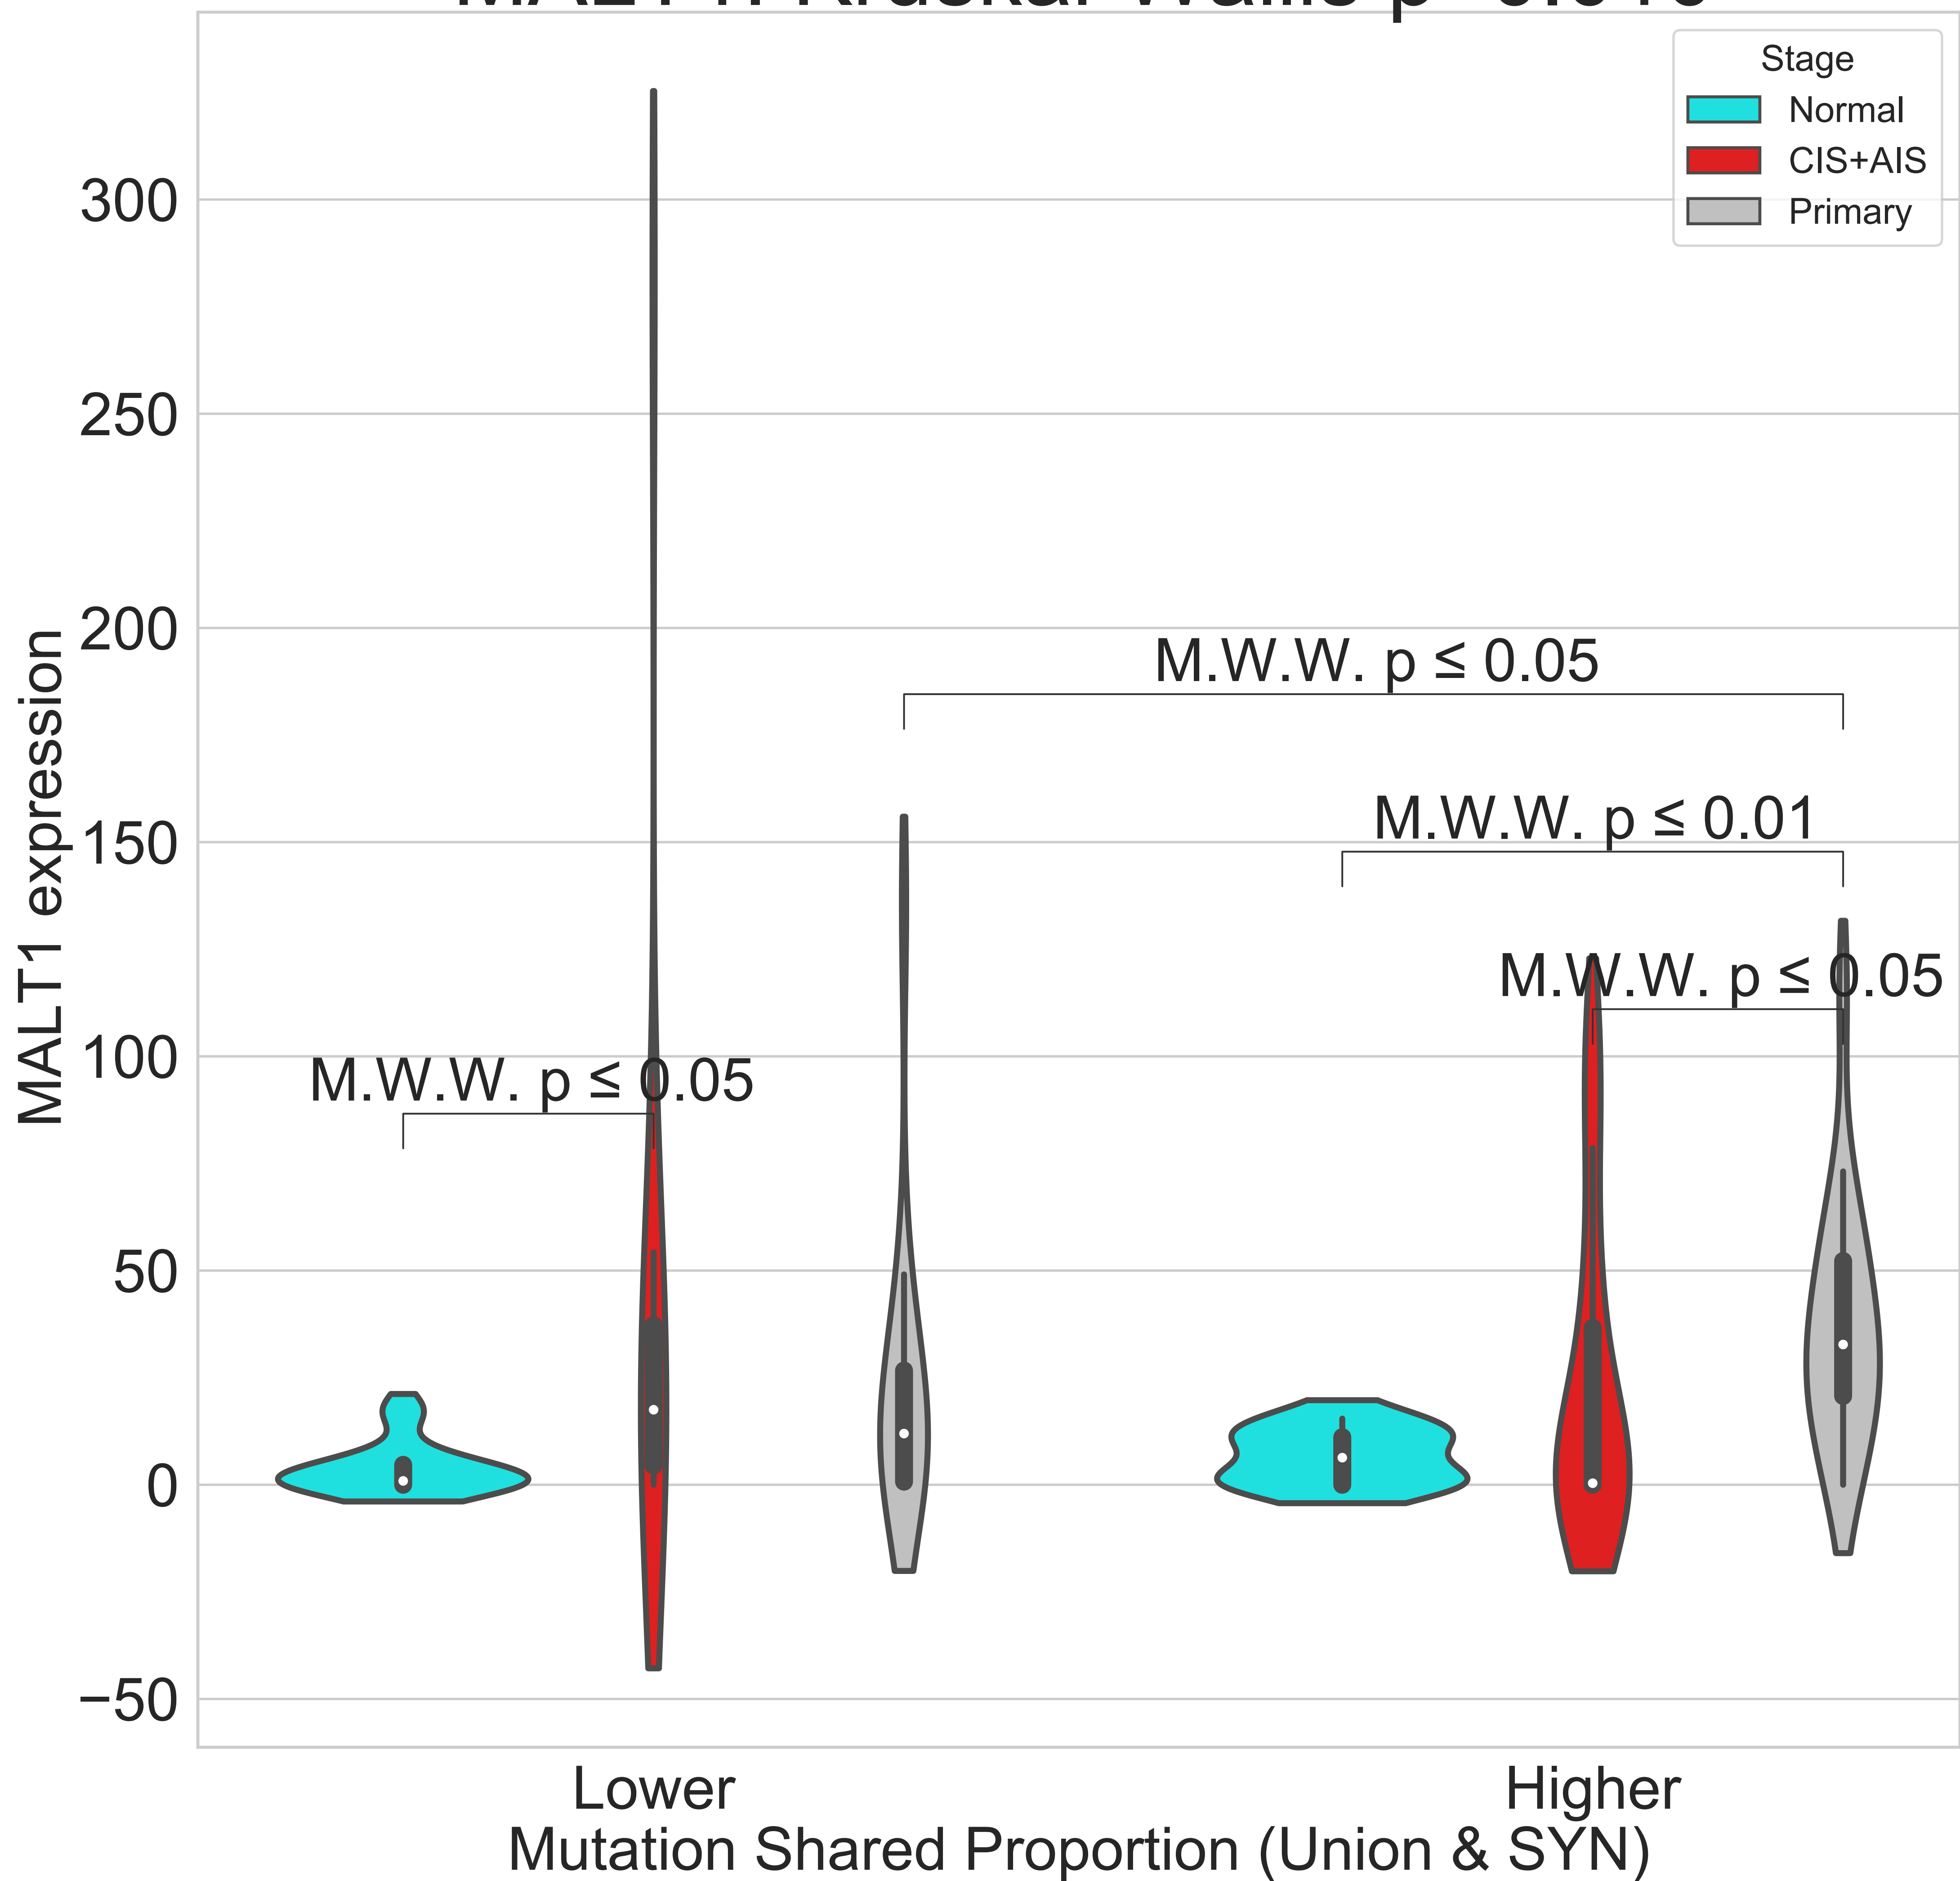 Stage
Normal
CIS+AIS
Primary
300
250
200
150
100
50
0
−50
MALT1 expression
M.W.W. p ≤ 0.05
M.W.W. p ≤ 0.01
M.W.W. p ≤ 0.05
M.W.W. p ≤ 0.05
Lower
Higher
Mutation Shared Proportion (Union & SYN)